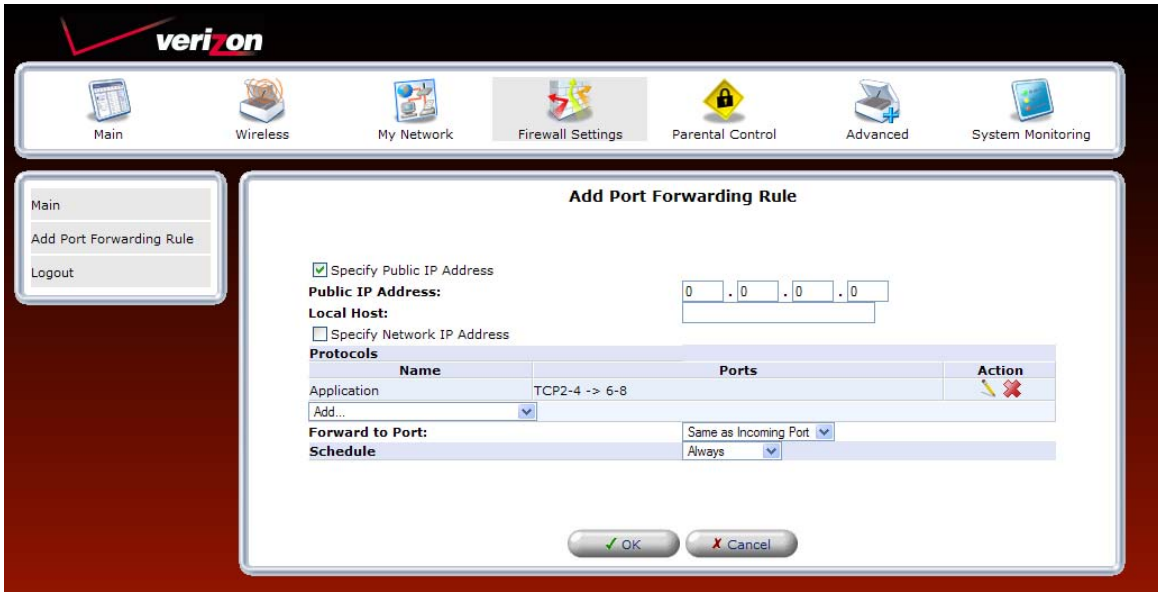 verizon
Main Wireless My Network Firewall Settings Parental Control Advanced System Monitoring
Main
Add Port Forwarding Rule
Logout
Add Port Forwarding Rule
Specify Public IP Address
Public IP Address: 0 . 0 . 0 . 0
Local Host:
Specify Network IP Address
Protocols
Name Ports Action
Application TCP2-4 -> 6-8
Add...
Forward to Port: Same as Incoming Port
Schedule Always
OK Cancel